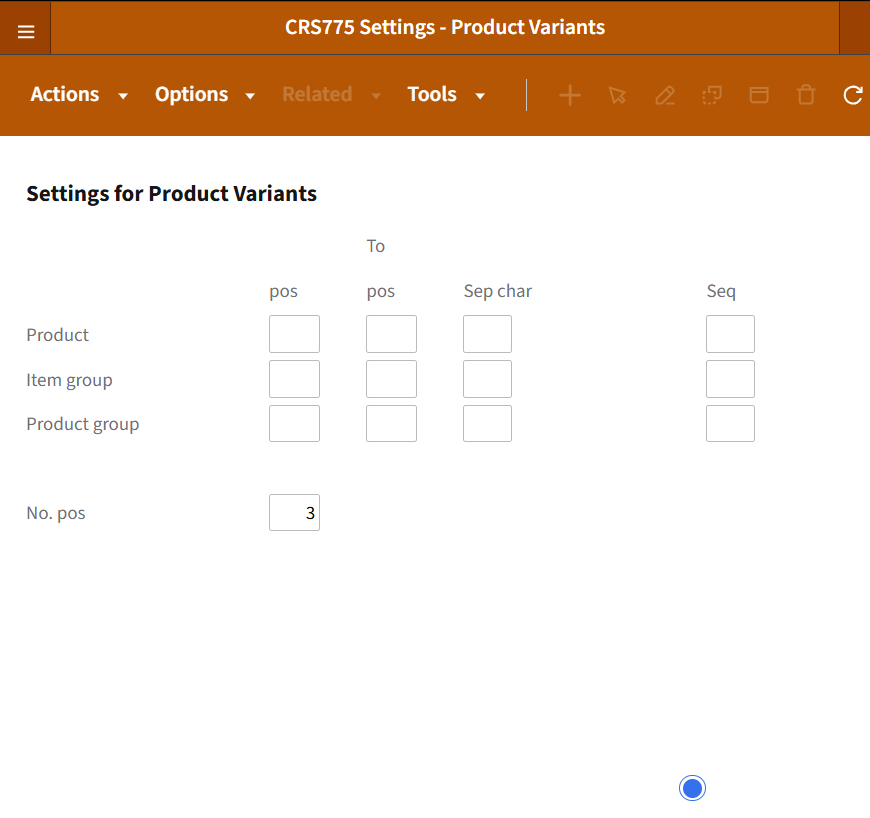 CRS775 Settings - Product Variants
Actions Options Related Tools
Settings for Product Variants
To
pos pos Sep char Seq
Product
Item group
Product group
No. pos 3